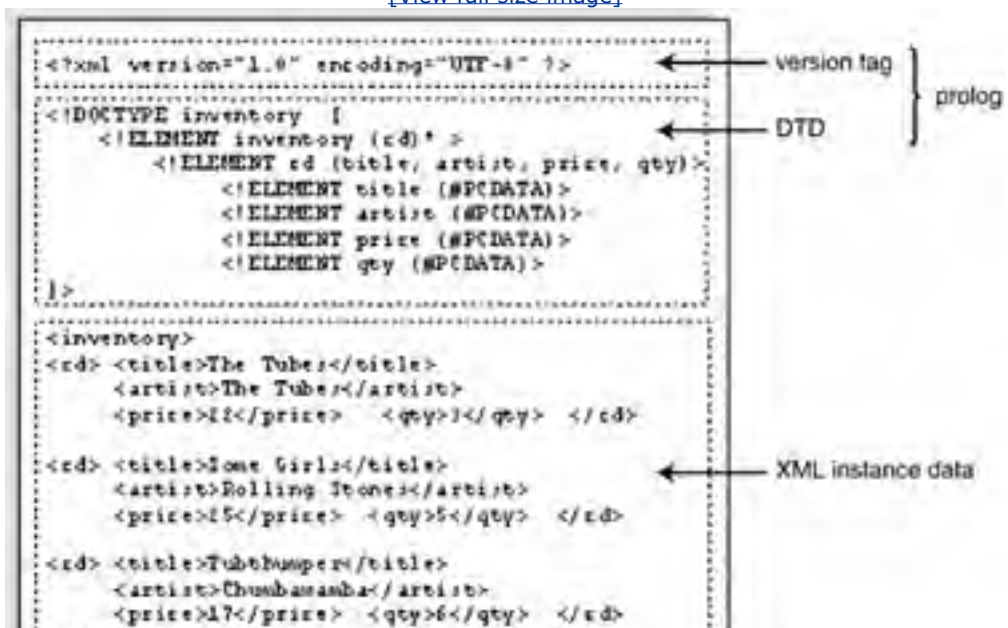 [View full size image]
<?xml version="1.0" encoding="UTF-8" ?>
version tag
prolog
<!DOCTYPE inventory [
DTD
<!ELEMENT inventory (cd)* >
<!ELEMENT cd (title, artist, price, qty)>
<!ELEMENT title (#PCDATA)>
<!ELEMENT artist (#PCDATA)>
<!ELEMENT price (#PCDATA)>
<!ELEMENT qty (#PCDATA)>
]>
<inventory>
<cd> <title>The Tubes</title>
<artist>The Tubes</artist>
<price>22</price> <qty>3</qty> </cd>
<cd> <title>Some Girls</title>
XML instance data
<artist>Rolling Stones</artist>
<price>25</price> <qty>5</qty> </cd>
<cd> <title>Tubthumper</title>
<artist>Chumbawamba</artist>
<price>17</price> <qty>6</qty> </cd>